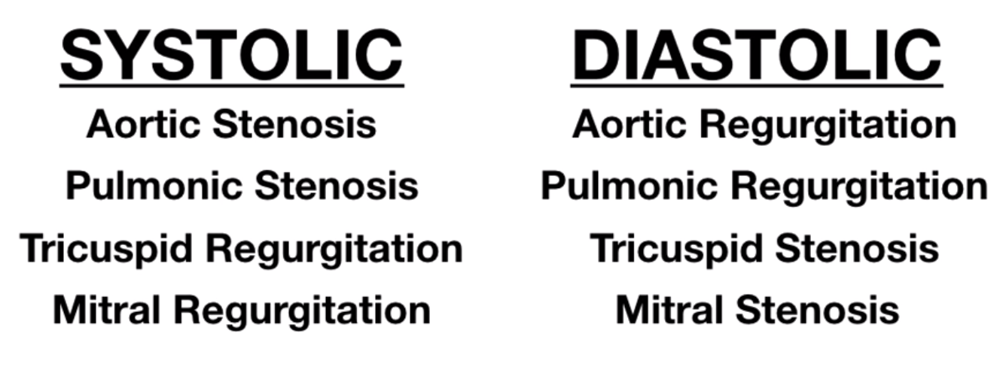 SYSTOLIC
Aortic Stenosis
Pulmonic Stenosis
Tricuspid Regurgitation
Mitral Regurgitation
DIASTOLIC
Aortic Regurgitation
Pulmonic Regurgitation
Tricuspid Stenosis
Mitral Stenosis